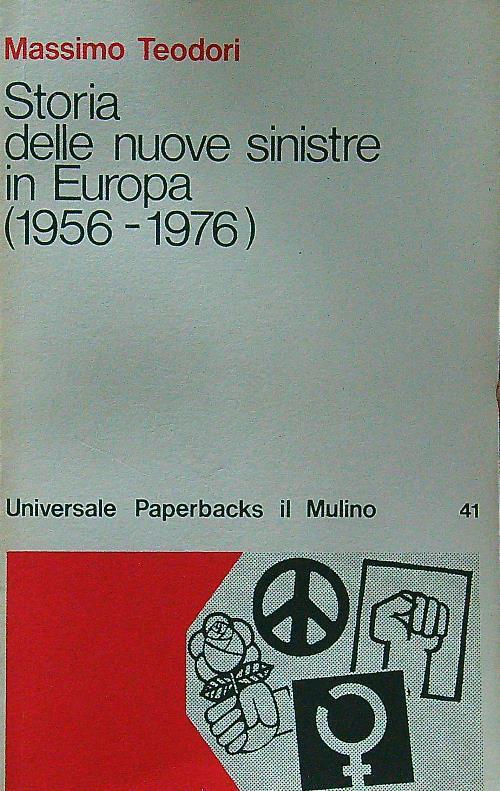 Massimo Teodori
Storia
delle nuove sinistre
in Europa
(1956-1976)
Universale Paperbacks il Mulino 41